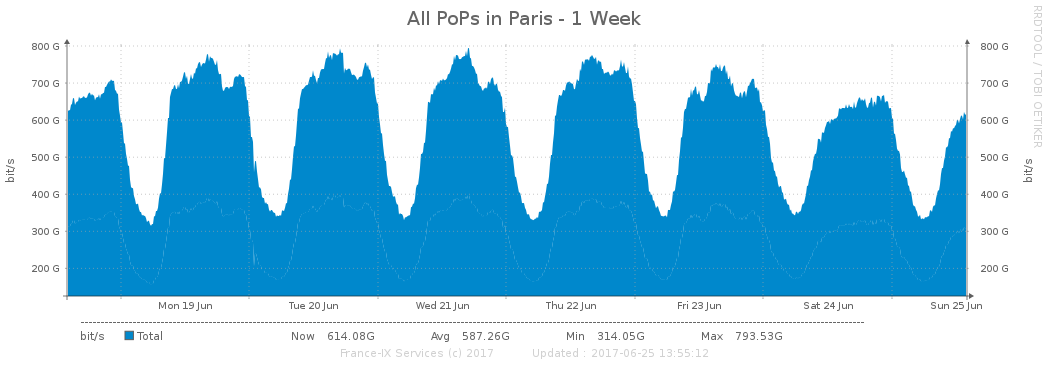 All PoPs in Paris - 1 Week
RRDTOOL / TOBI OETIKER
800 G 800 G
700 G 700 G
600 G 600 G
500 G 500 G
400 G 400 G
300 G 300 G
200 G 200 G
bit/s bit/s
Mon 19 Jun Tue 20 Jun Wed 21 Jun Thu 22 Jun Fri 23 Jun Sat 24 Jun Sun 25 Jun
bit/s Total Now 614.08G Avg 587.26G Min 314.05G Max 793.53G
France-IX Services (c) 2017 Updated : 2017-06-25 13:55:12